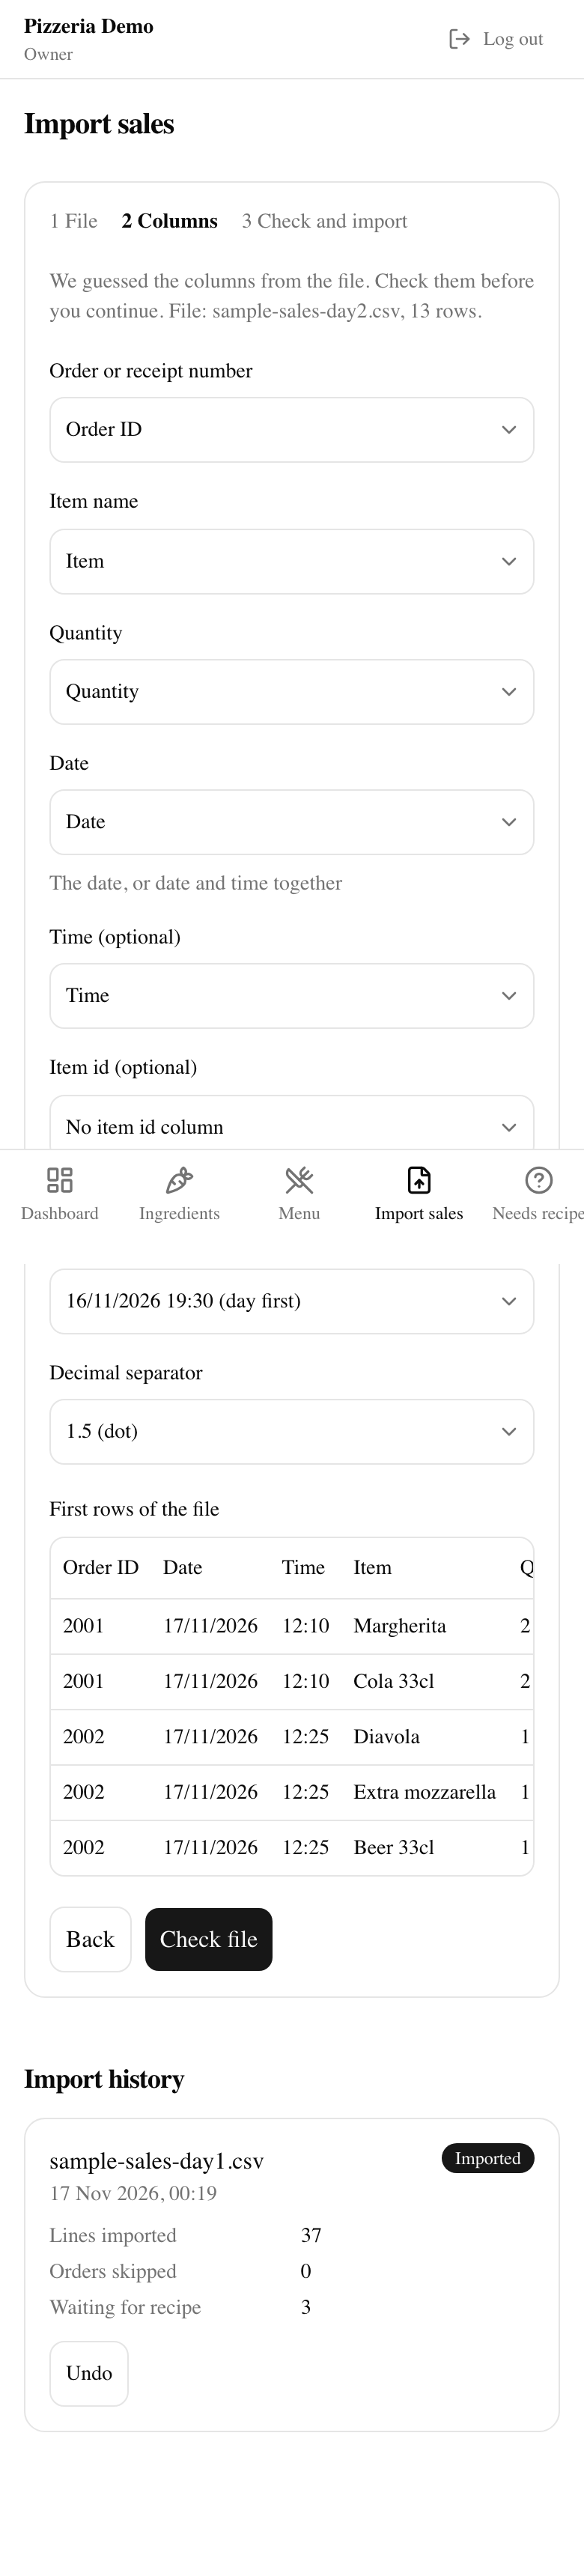 Pizzeria Demo
Owner
Log out
Import sales
1 File 2 Columns 3 Check and import
We guessed the columns from the file. Check them before
you continue. File: sample-sales-day2.csv, 13 rows.
Order or receipt number
Order ID
Item name
Item
Quantity
Quantity
Date
Date
The date, or date and time together
Time (optional)
Time
Item id (optional)
No item id column
Dashboard Ingredients Menu Import sales Needs recipe
16/11/2026 19:30 (day first)
Decimal separator
1.5 (dot)
First rows of the file
Order ID Date Time Item Q
2001 17/11/2026 12:10 Margherita 2
2001 17/11/2026 12:10 Cola 33cl 2
2002 17/11/2026 12:25 Diavola 1
2002 17/11/2026 12:25 Extra mozzarella 1
2002 17/11/2026 12:25 Beer 33cl 1
Back Check file
Import history
sample-sales-day1.csv Imported
17 Nov 2026, 00:19
Lines imported 37
Orders skipped 0
Waiting for recipe 3
Undo